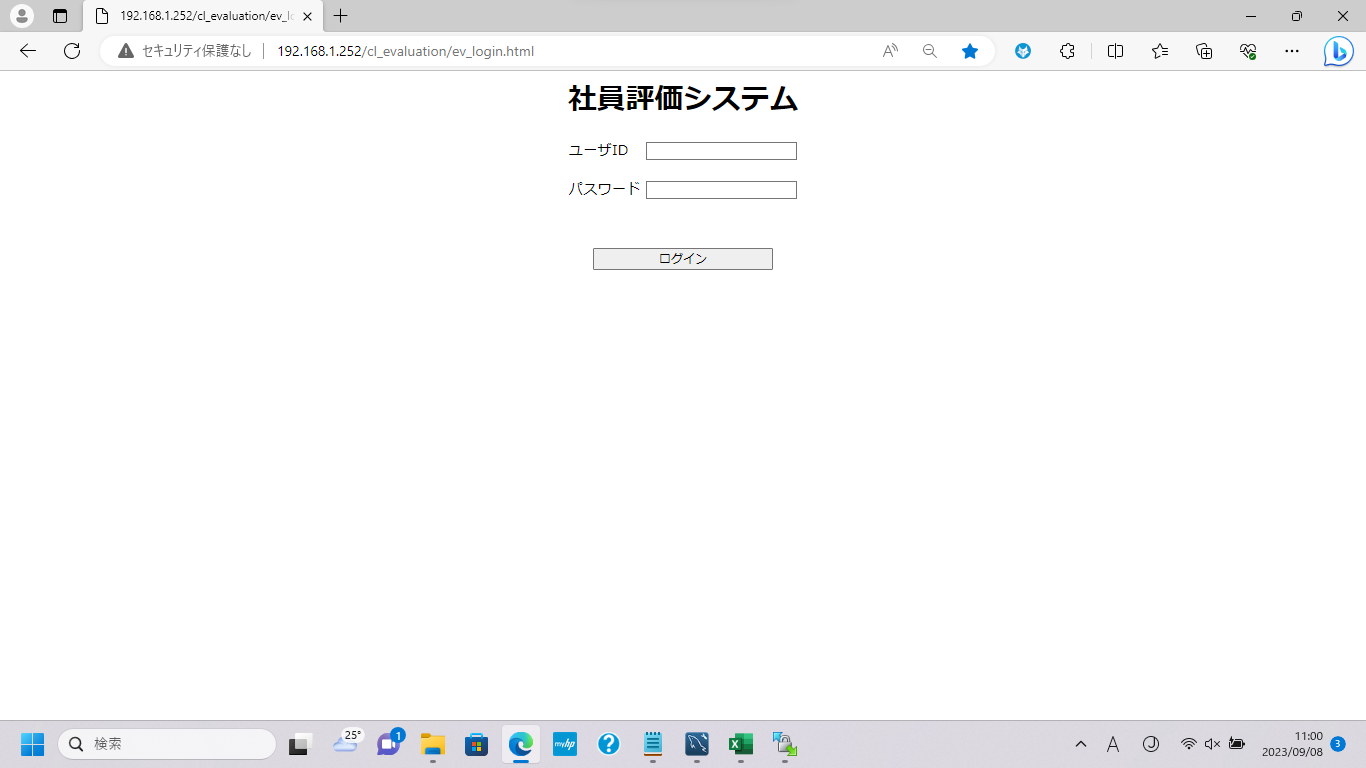 192.168.1.252/cl_evaluation/ev_lo
セキュリティ保護なし
192.168.1.252/cl_evaluation/ev_login.html
社員評価システム
ユーザID
パスワード
ログイン
検索
25°
1
myhp
A
J
11:00
2023/09/08
3